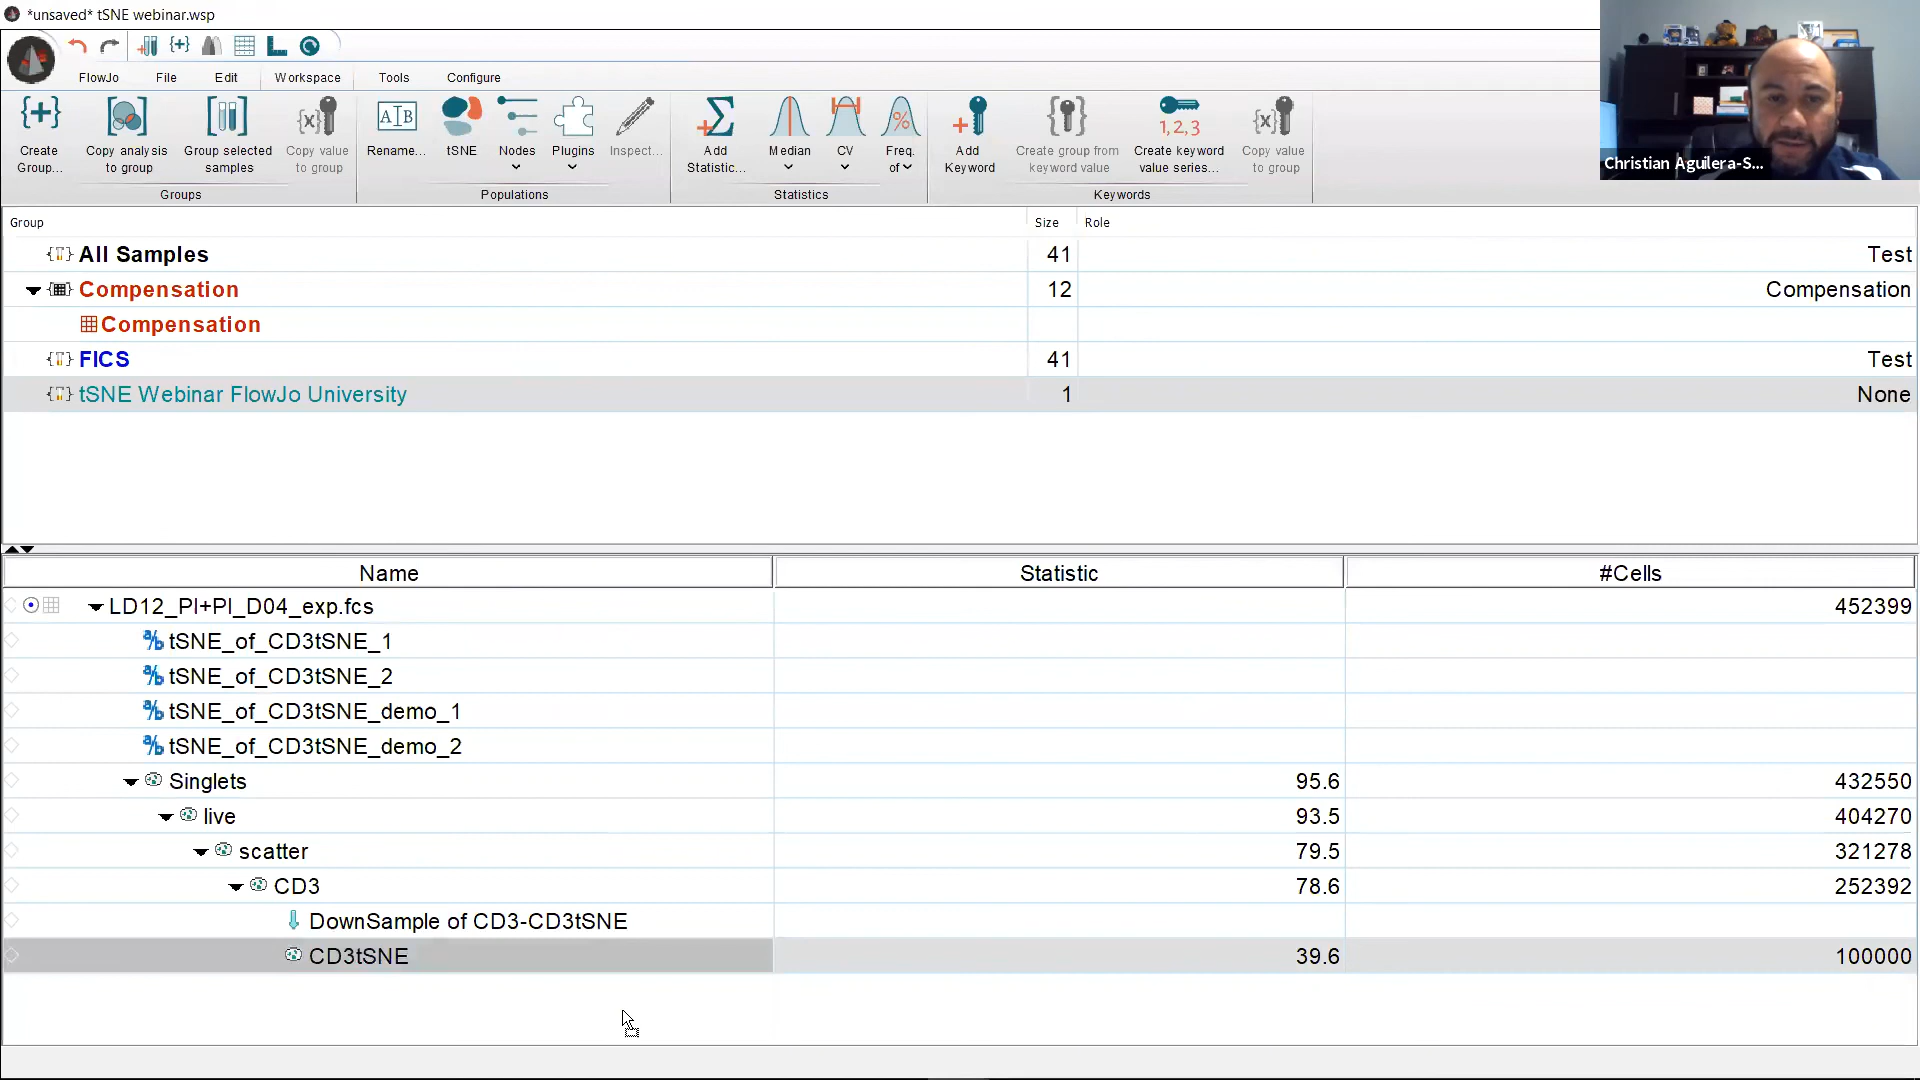 *unsaved* tSNE webinar.wsp
FlowJo File Edit Workspace Tools Configure
Create Group...
Copy analysis to group
Group selected samples
Copy value to group
Rename...
tSNE
Nodes
Plugins
Inspect...
Add Statistic...
Median
CV
Freq. of
Add Keyword
Create group from keyword value
1,2,3
Create keyword value series...
Copy value to group
Groups Populations Statistics Keywords
Christian Aguilera-S...
Group Size Role
All Samples 41 Test
Compensation 12 Compensation
Compensation
FICS 41 Test
tSNE Webinar FlowJo University 1 None
Name Statistic #Cells
LD12_PI+PI_D04_exp.fcs 452399
tSNE_of_CD3tSNE_1
tSNE_of_CD3tSNE_2
tSNE_of_CD3tSNE_demo_1
tSNE_of_CD3tSNE_demo_2
Singlets 95.6 432550
live 93.5 404270
scatter 79.5 321278
CD3 78.6 252392
DownSample of CD3-CD3tSNE
CD3tSNE 39.6 100000